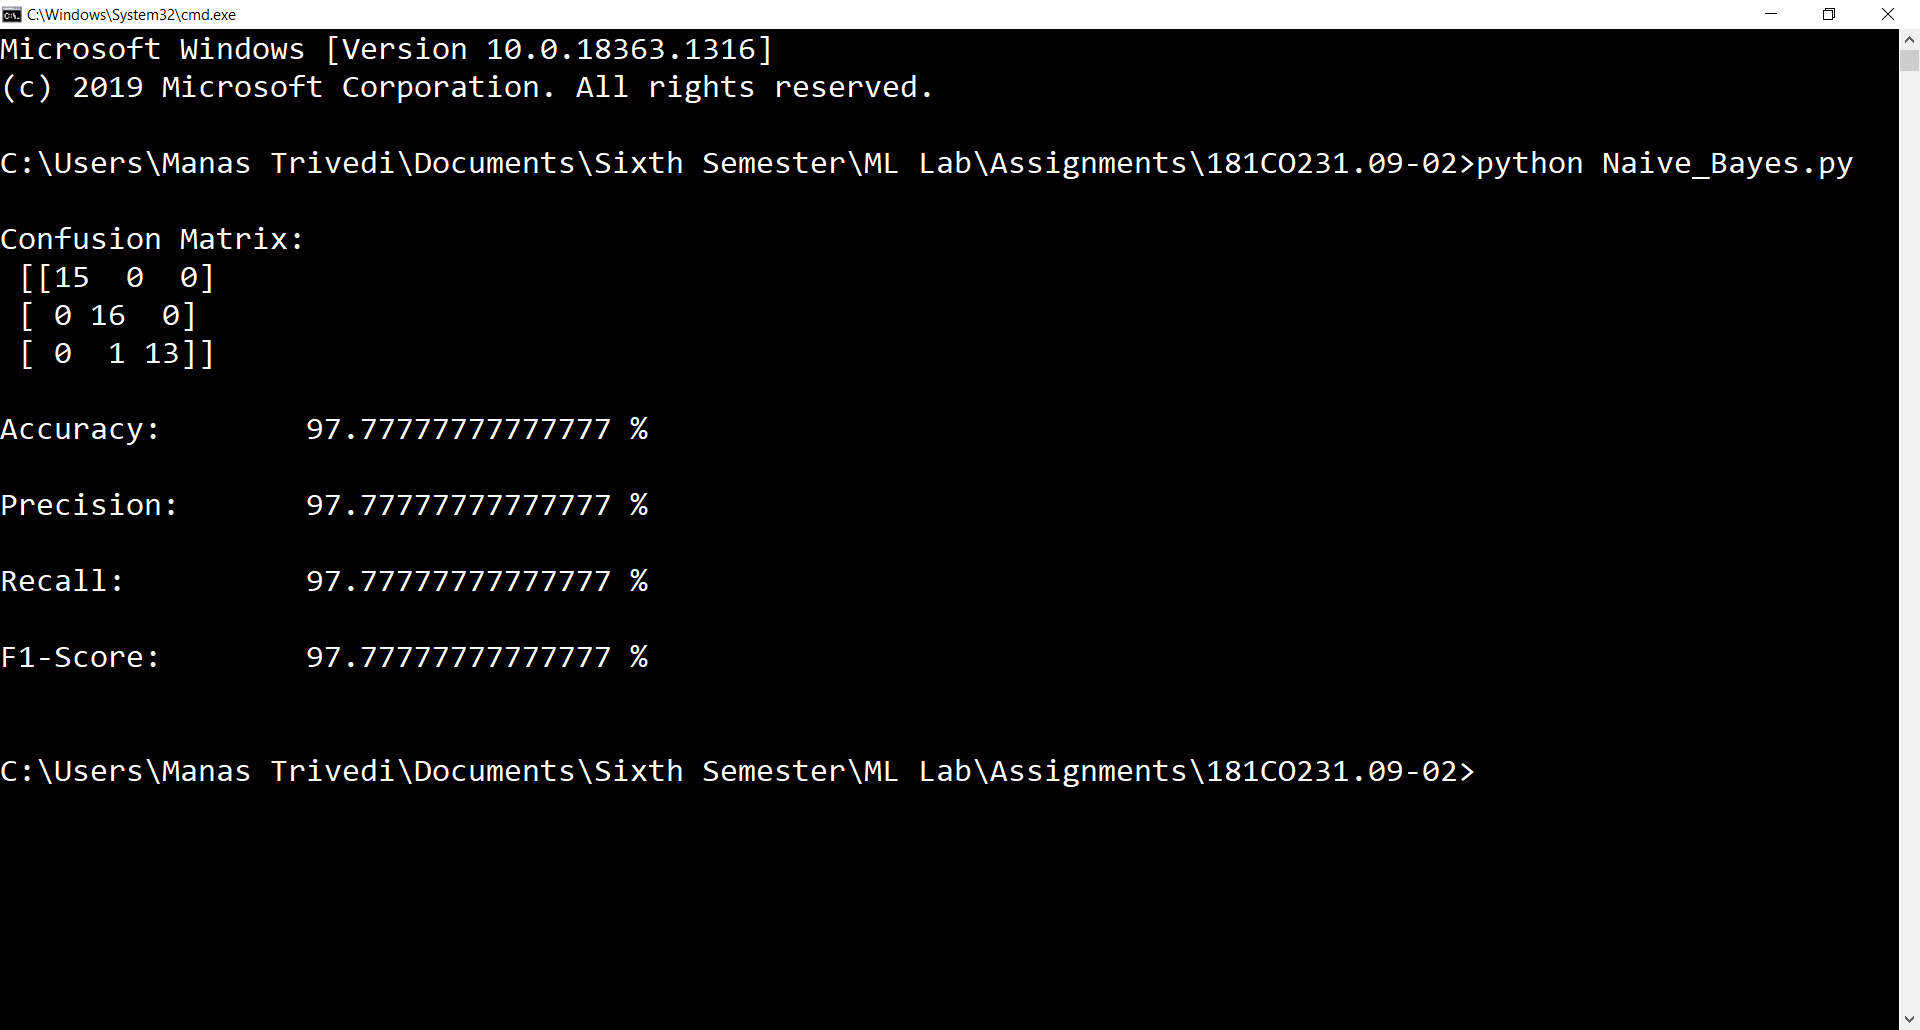 C:\Windows\System32\cmd.exe
Microsoft Windows [Version 10.0.18363.1316]
(c) 2019 Microsoft Corporation. All rights reserved.
C:\Users\Manas Trivedi\Documents\Sixth Semester\ML Lab\Assignments\181CO231.09-02>python Naive_Bayes.py
Confusion Matrix:
 [[15  0  0]
 [ 0 16  0]
 [ 0  1 13]]
Accuracy:        97.77777777777777 %
Precision:       97.77777777777777 %
Recall:          97.77777777777777 %
F1-Score:        97.77777777777777 %
C:\Users\Manas Trivedi\Documents\Sixth Semester\ML Lab\Assignments\181CO231.09-02>